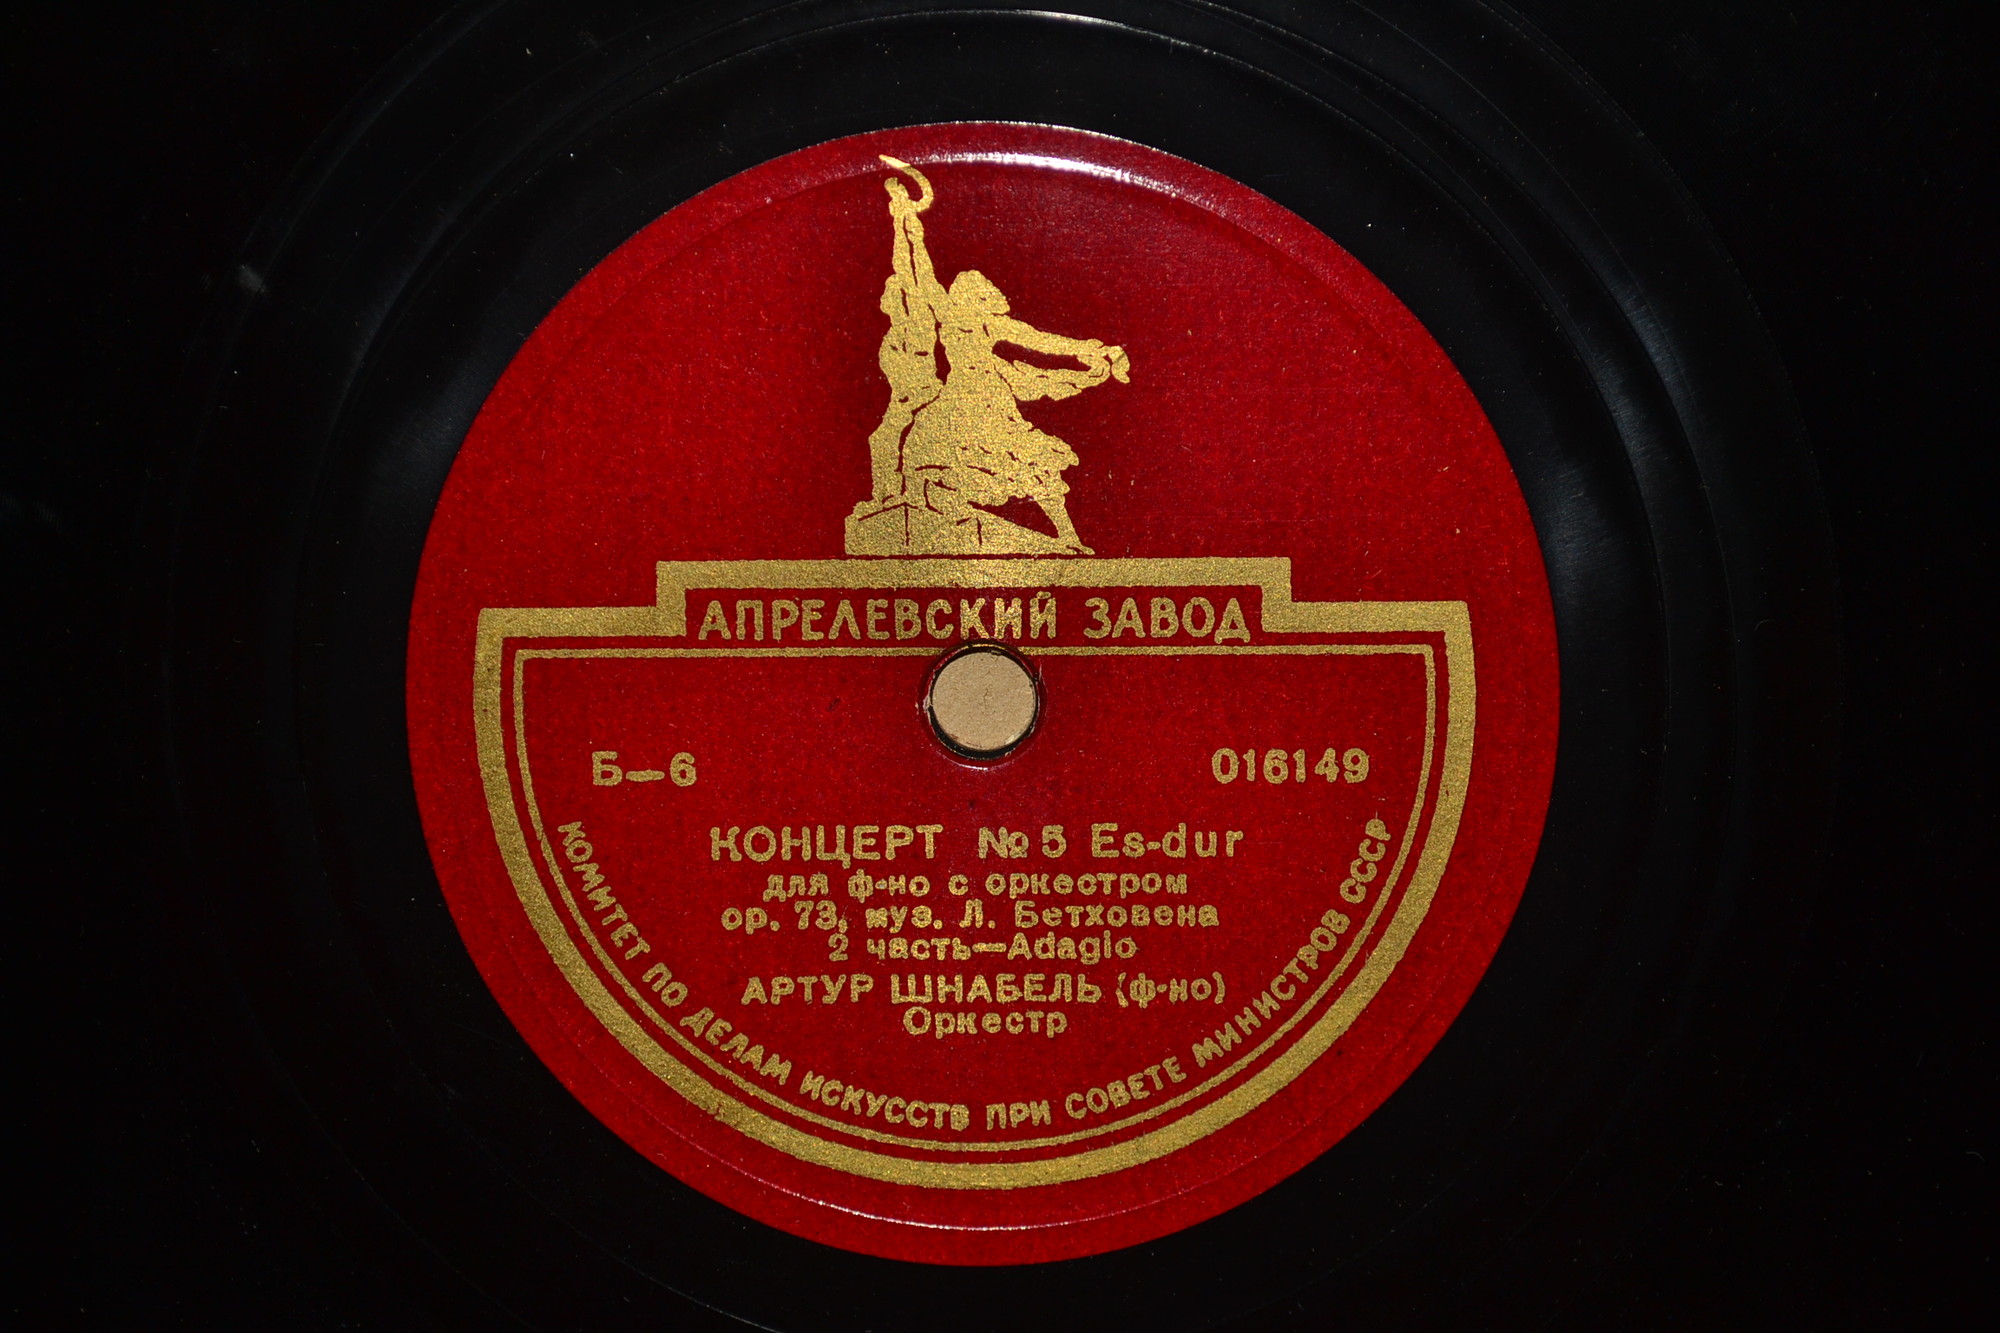 АПРЕЛЕВСКИЙ ЗАВОД
Б—6 016149
КОНЦЕРТ №5 Es-dur
для ф-но с оркестром
ор. 73, муз. Л. Бетховена
2 часть—Adagio
АРТУР ШНАБЕЛЬ (ф-но)
Оркестр
КОМИТЕТ ПО ДЕЛАМ ИСКУССТВ ПРИ СОВЕТЕ МИНИСТРОВ СССР